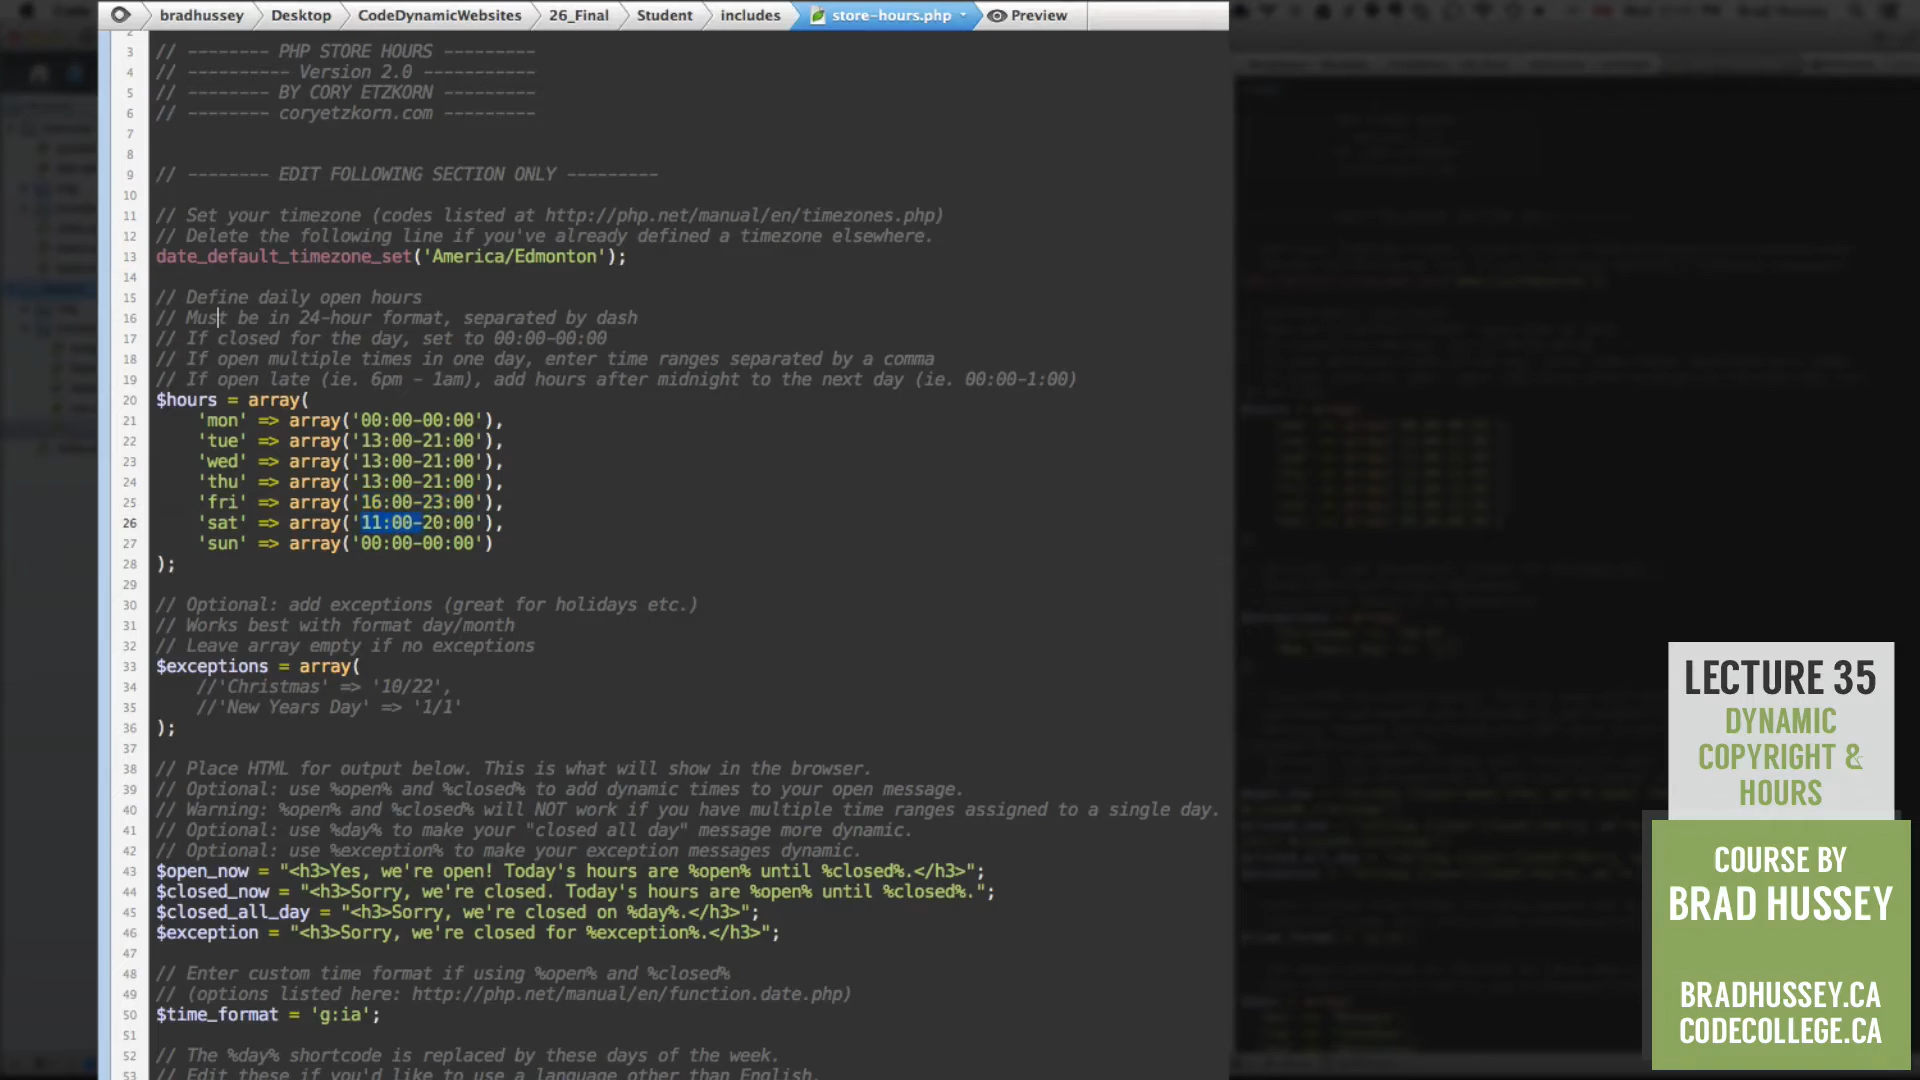 bradhussey Desktop CodeDynamicWebsites 26_Final Student includes store-hours.php Preview
2
3 // -------- PHP STORE HOURS ---------
4 // ---------- Version 2.0 -----------
5 // -------- BY CORY ETZKORN ---------
6 // -------- coryetzkorn.com ---------
7
8
9 // -------- EDIT FOLLOWING SECTION ONLY ---------
10
11 // Set your timezone (codes listed at http://php.net/manual/en/timezones.php)
12 // Delete the following line if you've already defined a timezone elsewhere.
13 date_default_timezone_set('America/Edmonton');
14
15 // Define daily open hours
16 // Must be in 24-hour format, separated by dash
17 // If closed for the day, set to 00:00-00:00
18 // If open multiple times in one day, enter time ranges separated by a comma
19 // If open late (ie. 6pm - 1am), add hours after midnight to the next day (ie. 00:00-1:00)
20 $hours = array(
21 'mon' => array('00:00-00:00'),
22 'tue' => array('13:00-21:00'),
23 'wed' => array('13:00-21:00'),
24 'thu' => array('13:00-21:00'),
25 'fri' => array('16:00-23:00'),
26 'sat' => array('11:00-20:00'),
27 'sun' => array('00:00-00:00')
28 );
29
30 // Optional: add exceptions (great for holidays etc.)
31 // Works best with format day/month
32 // Leave array empty if no exceptions
33 $exceptions = array(
34 //'Christmas' => '10/22',
35 //'New Years Day' => '1/1'
36 );
37
38 // Place HTML for output below. This is what will show in the browser.
39 // Optional: use %open% and %closed% to add dynamic times to your open message.
40 // Warning: %open% and %closed% will NOT work if you have multiple time ranges assigned to a single day.
41 // Optional: use %day% to make your "closed all day" message more dynamic.
42 // Optional: use %exception% to make your exception messages dynamic.
43 $open_now = "<h3>Yes, we're open! Today's hours are %open% until %closed%.</h3>";
44 $closed_now = "<h3>Sorry, we're closed. Today's hours are %open% until %closed%.";
45 $closed_all_day = "<h3>Sorry, we're closed on %day%.</h3>";
46 $exception = "<h3>Sorry, we're closed for %exception%.</h3>";
47
48 // Enter custom time format if using %open% and %closed%
49 // (options listed here: http://php.net/manual/en/function.date.php)
50 $time_format = 'g:ia';
51
52 // The %day% shortcode is replaced by these days of the week.
53 // Edit these if you'd like to use a language other than English.
LECTURE 35
DYNAMIC
COPYRIGHT &
HOURS
COURSE BY
BRAD HUSSEY
BRADHUSSEY.CA
CODECOLLEGE.CA